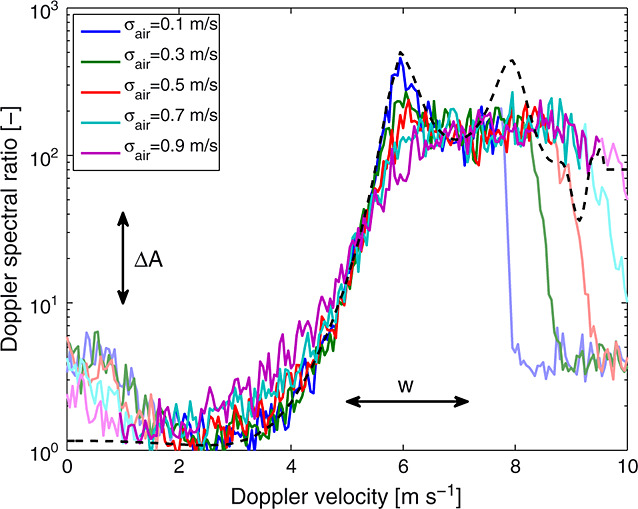 σair=0.1 m/s
σair=0.3 m/s
σair=0.5 m/s
σair=0.7 m/s
σair=0.9 m/s
10³
10²
10¹
10⁰
Doppler spectral ratio [−]
ΔA
w
0 2 4 6 8 10
Doppler velocity [m s⁻¹]